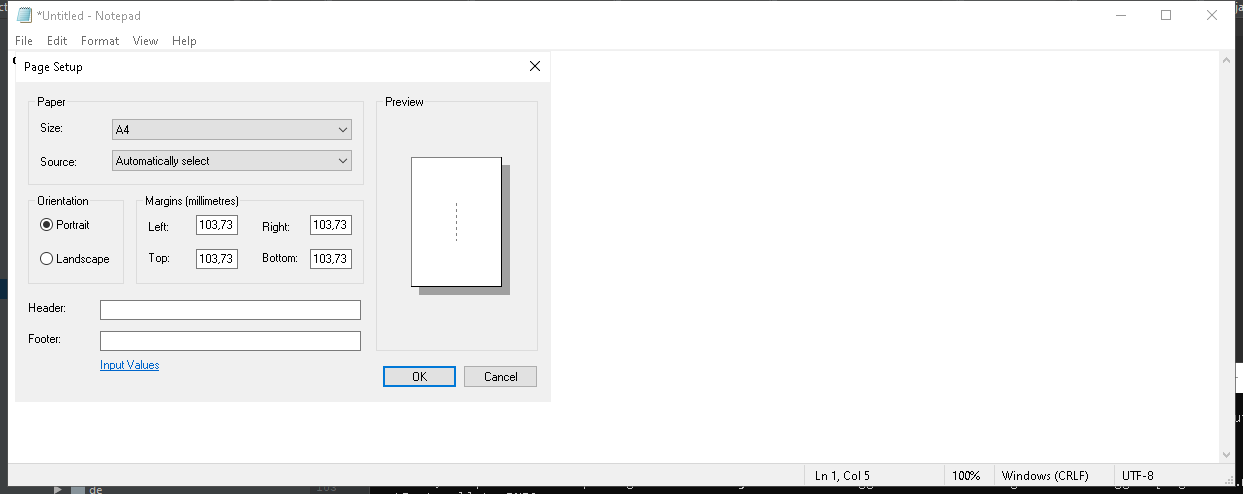 *Untitled - Notepad
File Edit Format View Help
Page Setup
Paper
Size: A4
Source: Automatically select
Orientation
Portrait
Landscape
Margins (millimetres)
Left: 103,73 Right: 103,73
Top: 103,73 Bottom: 103,73
Header:
Footer:
Input Values
Preview
OK Cancel
Ln 1, Col 5 100% Windows (CRLF) UTF-8
de